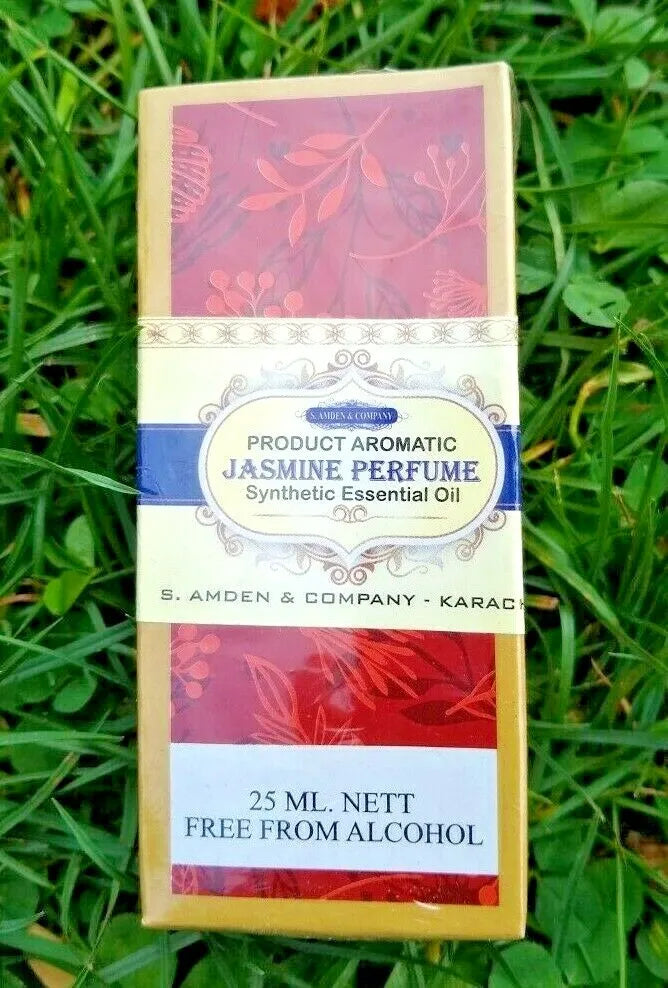 S. AMDEN & COMPANY
PRODUCT AROMATIC
JASMINE PERFUME
Synthetic Essential Oil
S. AMDEN & COMPANY - KARACH
25 ML. NETT
FREE FROM ALCOHOL